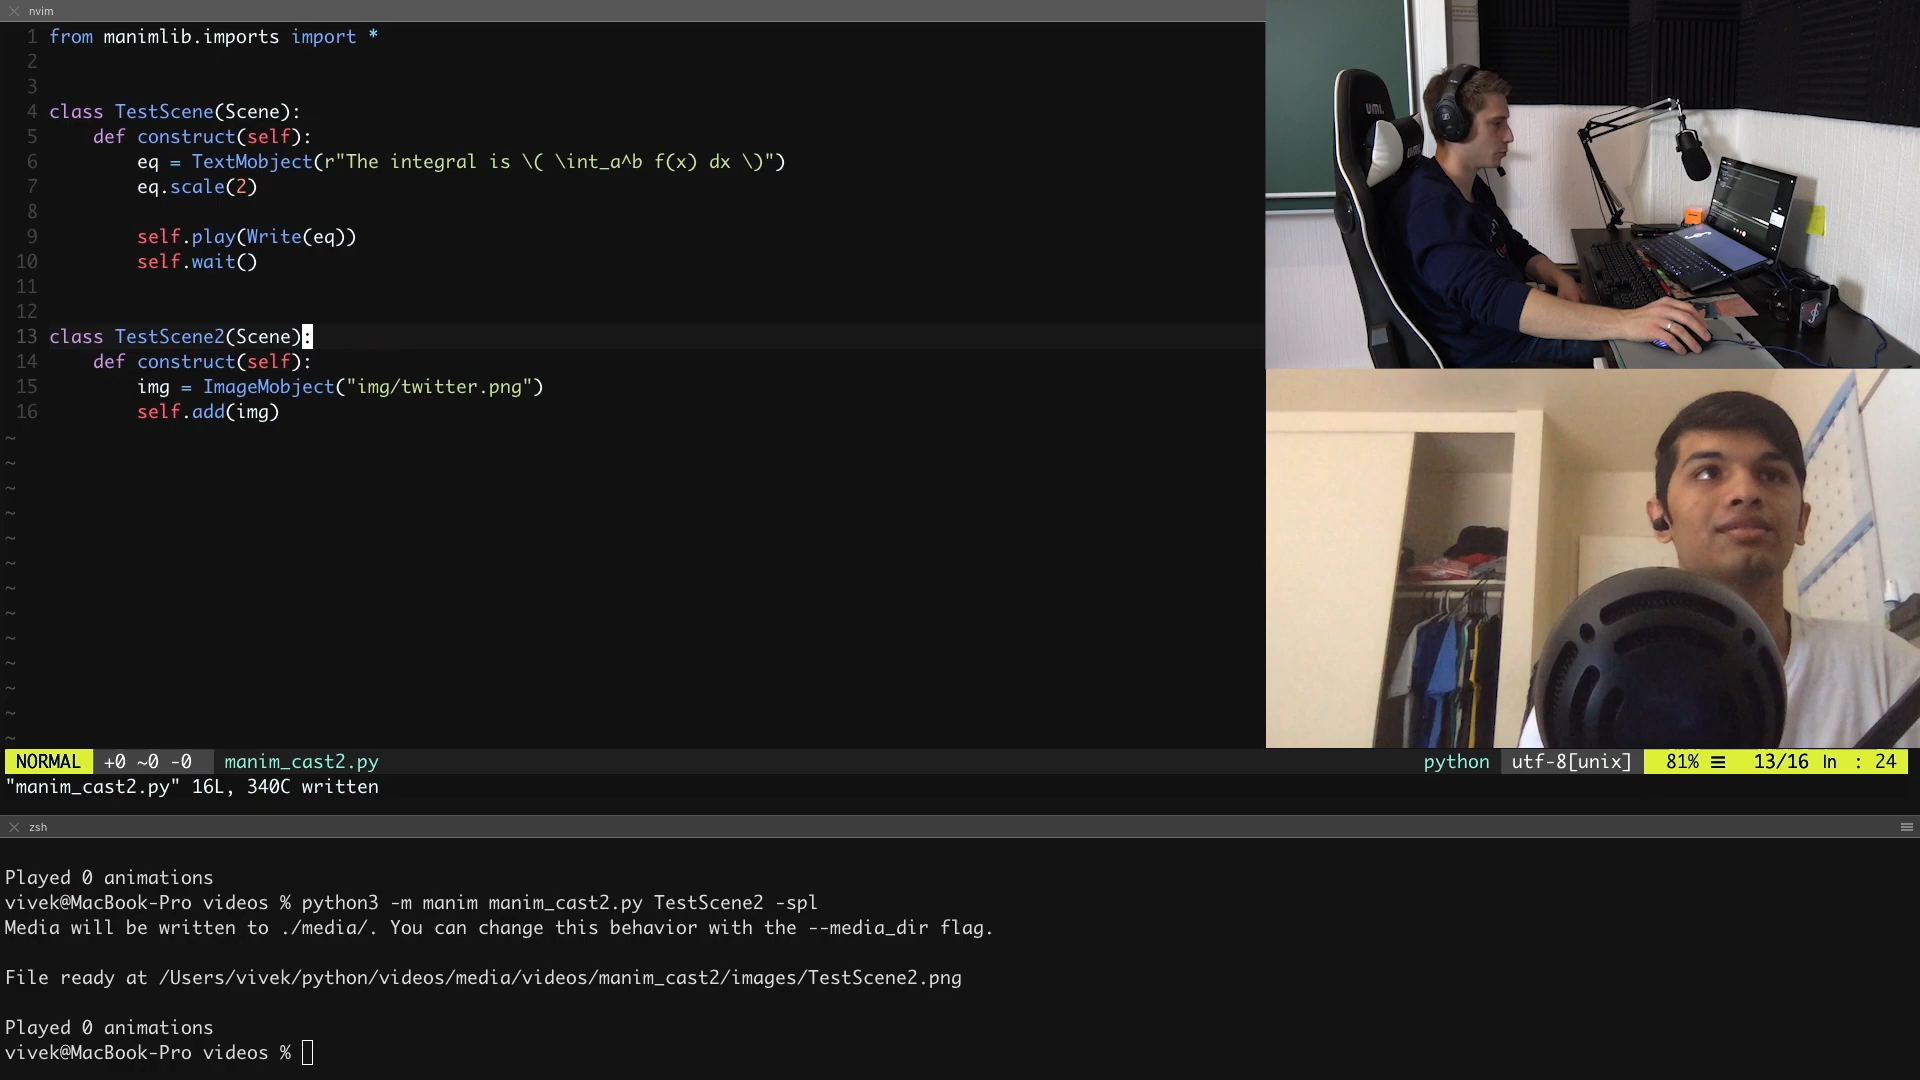 nvim
1 from manimlib.imports import *
2
3
4 class TestScene(Scene):
5 def construct(self):
6 eq = TextMobject(r"The integral is \( \int_a^b f(x) dx \)")
7 eq.scale(2)
8
9 self.play(Write(eq))
10 self.wait()
11
12
13 class TestScene2(Scene):
14 def construct(self):
15 img = ImageMobject("img/twitter.png")
16 self.add(img)
~
~
~
~
~
~
~
~
~
~
~
~
~
NORMAL +0 ~0 -0 manim_cast2.py python utf-8[unix] 81% ≡ 13/16 ln : 24
"manim_cast2.py" 16L, 340C written
zsh
Played 0 animations
vivek@MacBook-Pro videos % python3 -m manim manim_cast2.py TestScene2 -spl
Media will be written to ./media/. You can change this behavior with the --media_dir flag.
File ready at /Users/vivek/python/videos/media/videos/manim_cast2/images/TestScene2.png
Played 0 animations
vivek@MacBook-Pro videos %